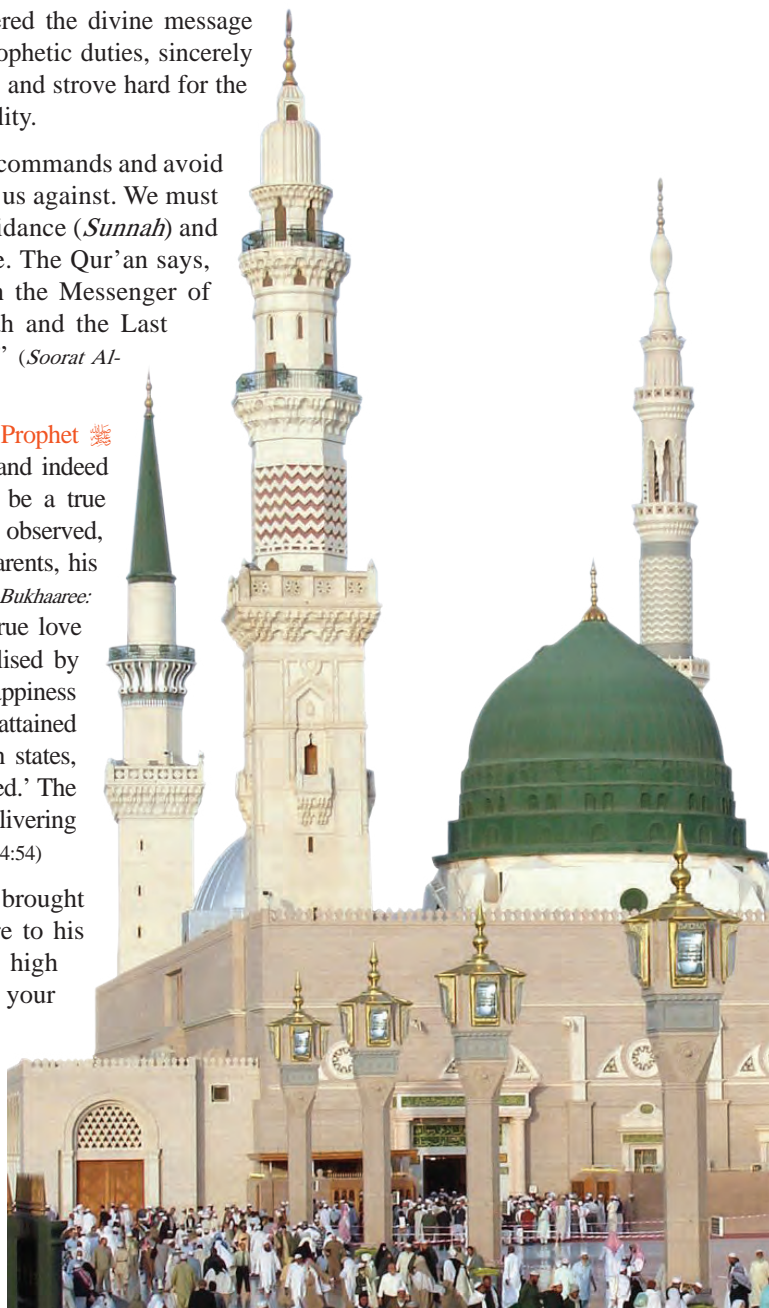 ered the divine message
ophetic duties, sincerely
and strove hard for the
lity.
commands and avoid
us against. We must
idance (Sunnah) and
e. The Qur'an says,
n the Messenger of
h and the Last
' (Soorat Al-
Prophet ﷺ
and indeed
be a true
observed,
arents, his
Bukhaaree:
rue love
lised by
appiness
attained
n states,
ed.' The
livering
4:54)
brought
re to his
high
your